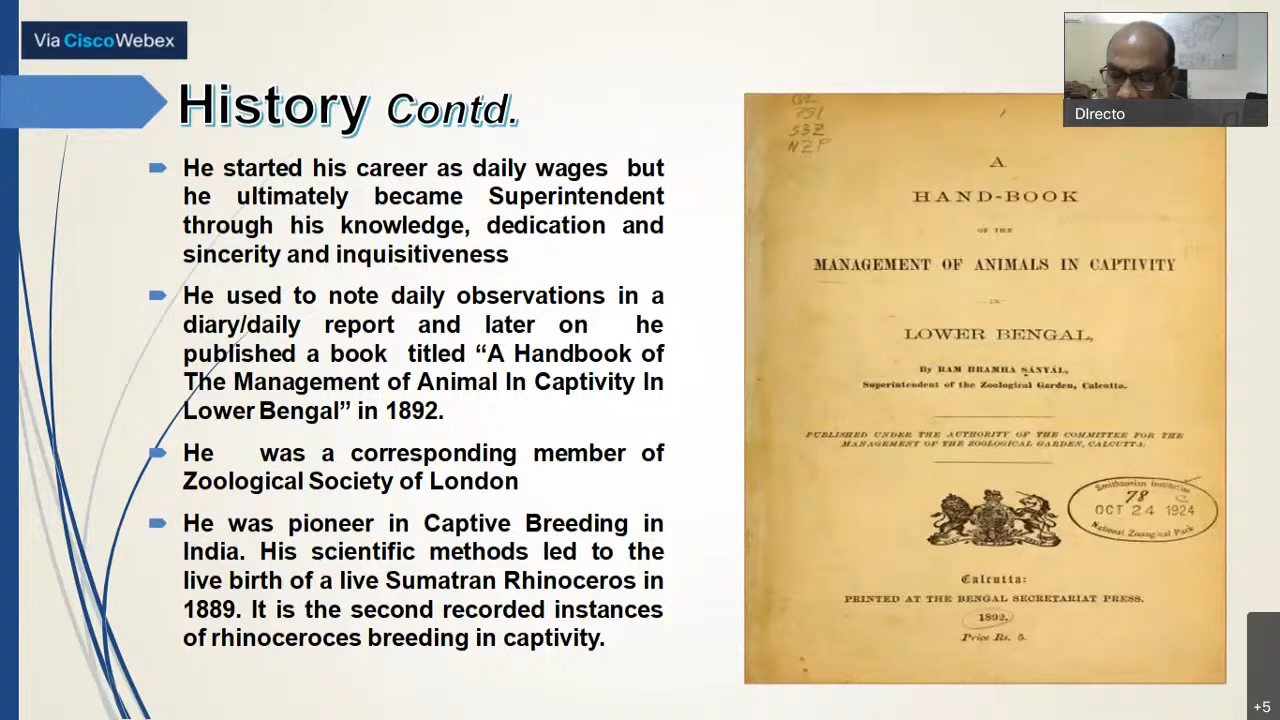 Via CiscoWebex
DIrecto
History Contd.
He started his career as daily wages but
he ultimately became Superintendent
through his knowledge, dedication and
sincerity and inquisitiveness
He used to note daily observations in a
diary/daily report and later on he
published a book titled “A Handbook of
The Management of Animal In Captivity In
Lower Bengal” in 1892.
He was a corresponding member of
Zoological Society of London
He was pioneer in Captive Breeding in
India. His scientific methods led to the
live birth of a live Sumatran Rhinoceros in
1889. It is the second recorded instances
of rhinoceroces breeding in captivity.
751
53Z
NZP
A
HAND-BOOK
OF THE
MANAGEMENT OF ANIMALS IN CAPTIVITY
IN
LOWER BENGAL,
By RAM BRAMHA SÁNYÁL,
Superintendent of the Zoological Garden, Calcutta.
PUBLISHED UNDER THE AUTHORITY OF THE COMMITTEE FOR THE
MANAGEMENT OF THE ZOOLOGICAL GARDEN, CALCUTTA.
Smithsonian Institution
78
OCT 24 1924
National Zoological Park
Calcutta:
PRINTED AT THE BENGAL SECRETARIAT PRESS.
1892.
Price Rs. 5.
+5